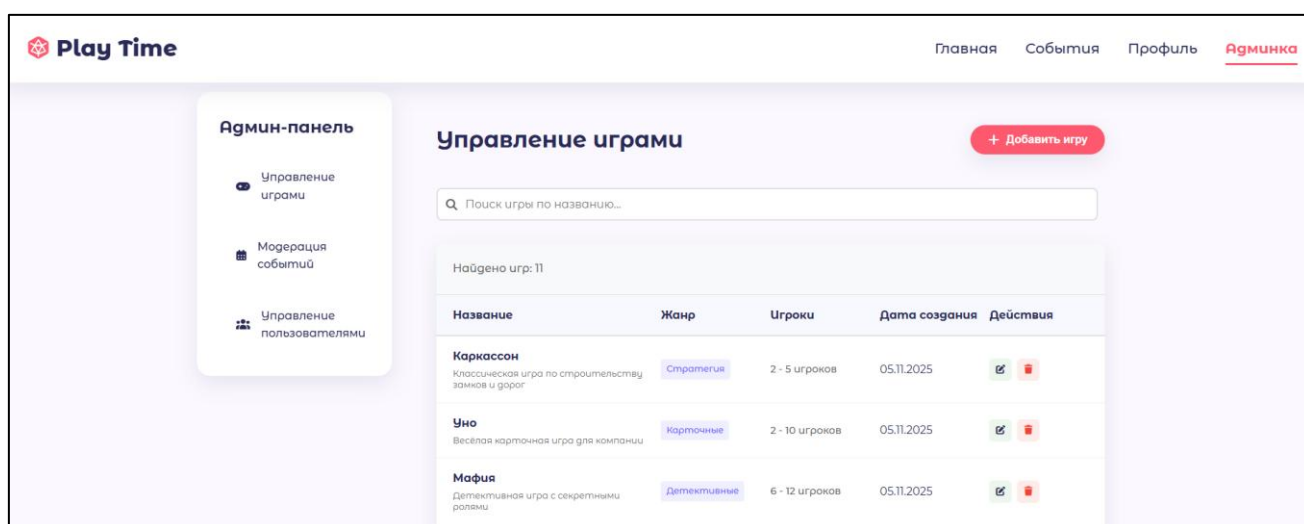 Play Time
Главная События Профиль Админка
Админ-панель
Управление
играми
Модерация
событий
Управление
пользователями
Управление играми
+ Добавить игру
Поиск игры по названию...
Найдено игр: 11
Название Жанр Игроки Дата создания Действия
Каркассон
Классическая игра по строительству
замков и дорог
Стратегия 2 - 5 игроков 05.11.2025
Уно
Весёлая карточная игра для компании
Карточные 2 - 10 игроков 05.11.2025
Мафия
Детективная игра с секретными
ролями
Детективные 6 - 12 игроков 05.11.2025